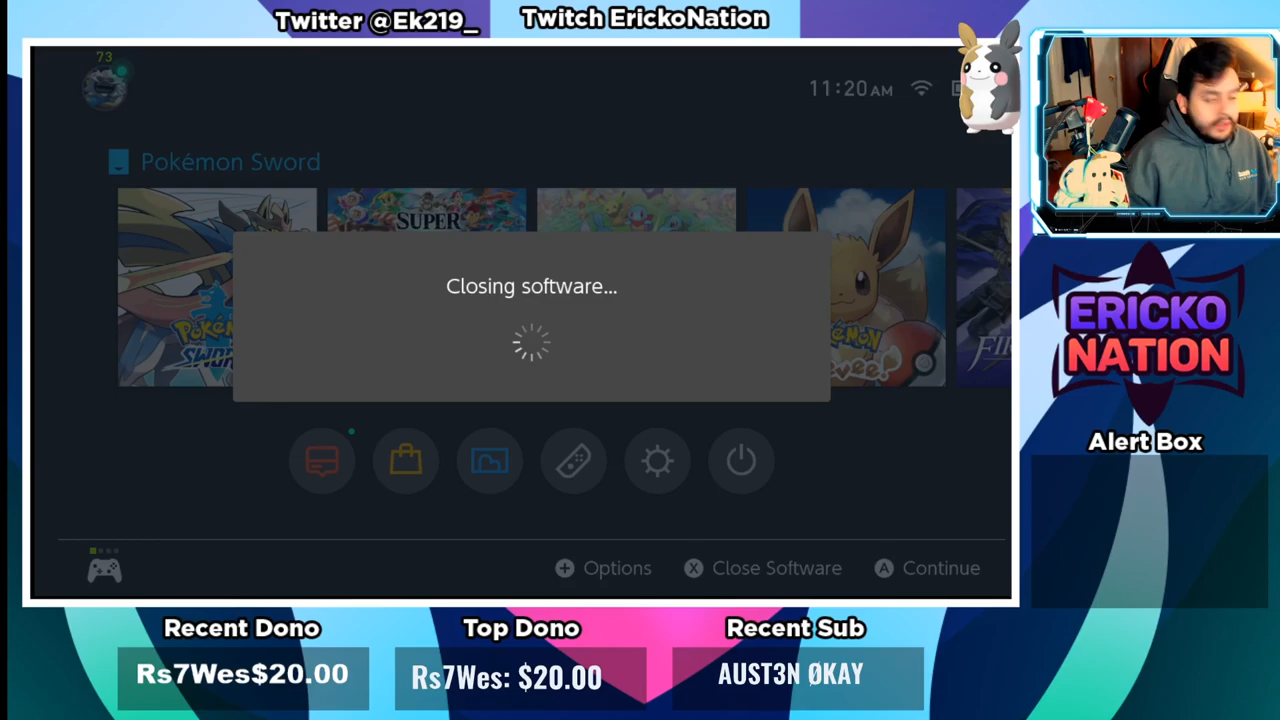 Twitter @Ek219_
Twitch ErickoNation
73
11:20 AM
Pokémon Sword
SUPER
Closing software...
ERICKO
NATION
Alert Box
Options
X Close Software
A Continue
Recent Dono
Top Dono
Recent Sub
Rs7Wes$20.00
Rs7Wes: $20.00
AUST3N ØKAY